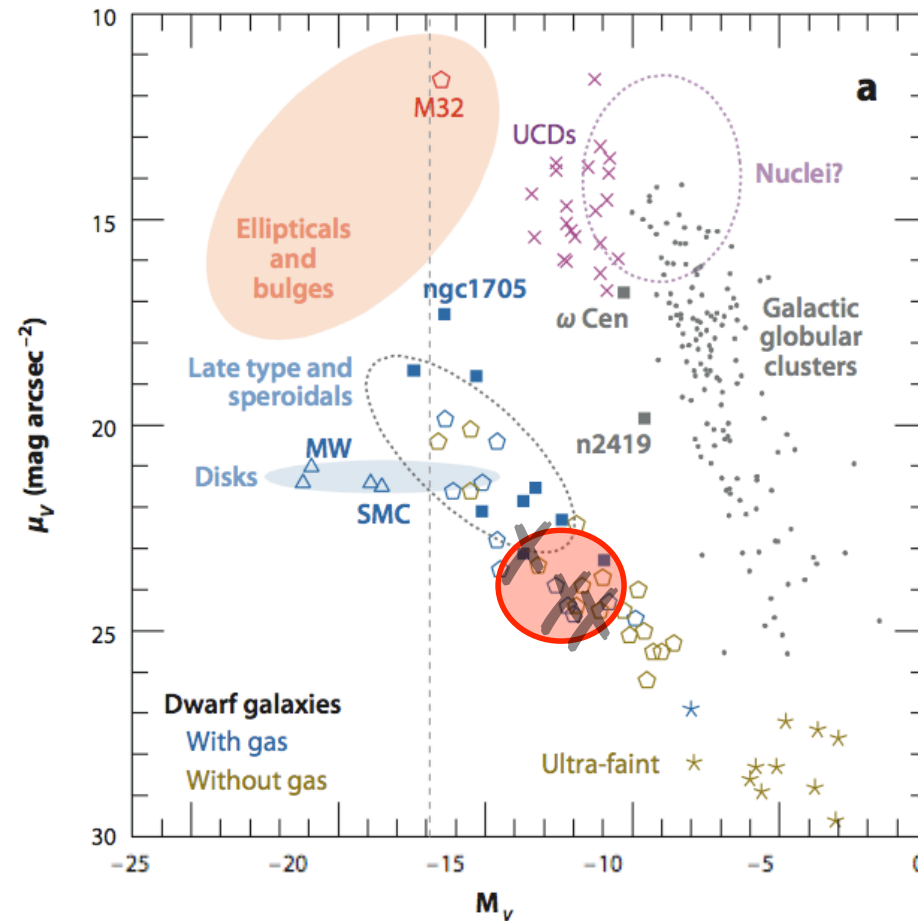 a
M32
UCDs
Nuclei?
Ellipticals
and
bulges
ngc1705
ω Cen
Galactic
globular
clusters
Late type and
speroidals
n2419
MW
Disks
SMC
Dwarf galaxies
With gas
Without gas
Ultra-faint
10
15
20
25
30
μv (mag arcsec−2)
−25
−20
−15
−10
−5
0
Mv